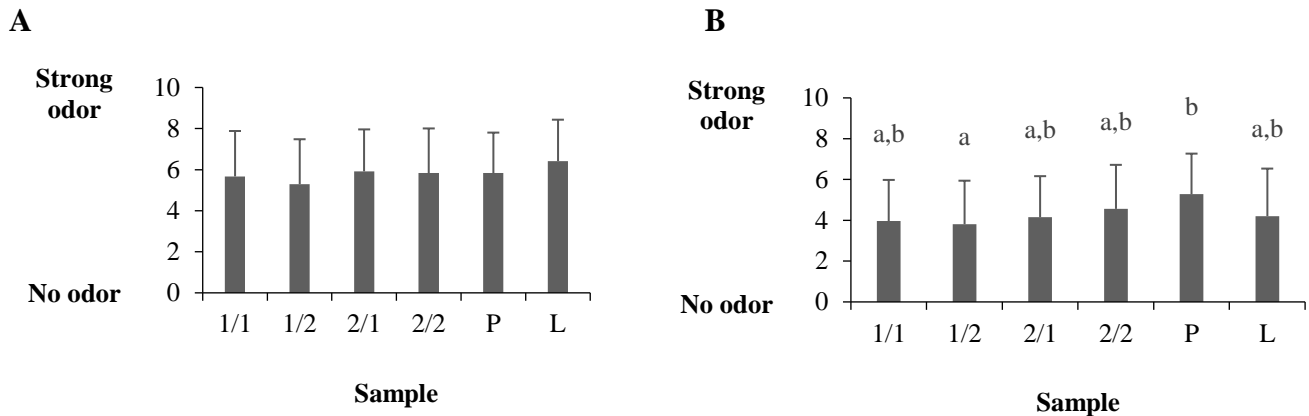 A
Strong
odor
10
8
6
4
2
No odor
0
1/1 1/2 2/1 2/2 P L
Sample
B
Strong
odor
10
8
6
4
2
No odor
0
a,b a a,b a,b b a,b
1/1 1/2 2/1 2/2 P L
Sample